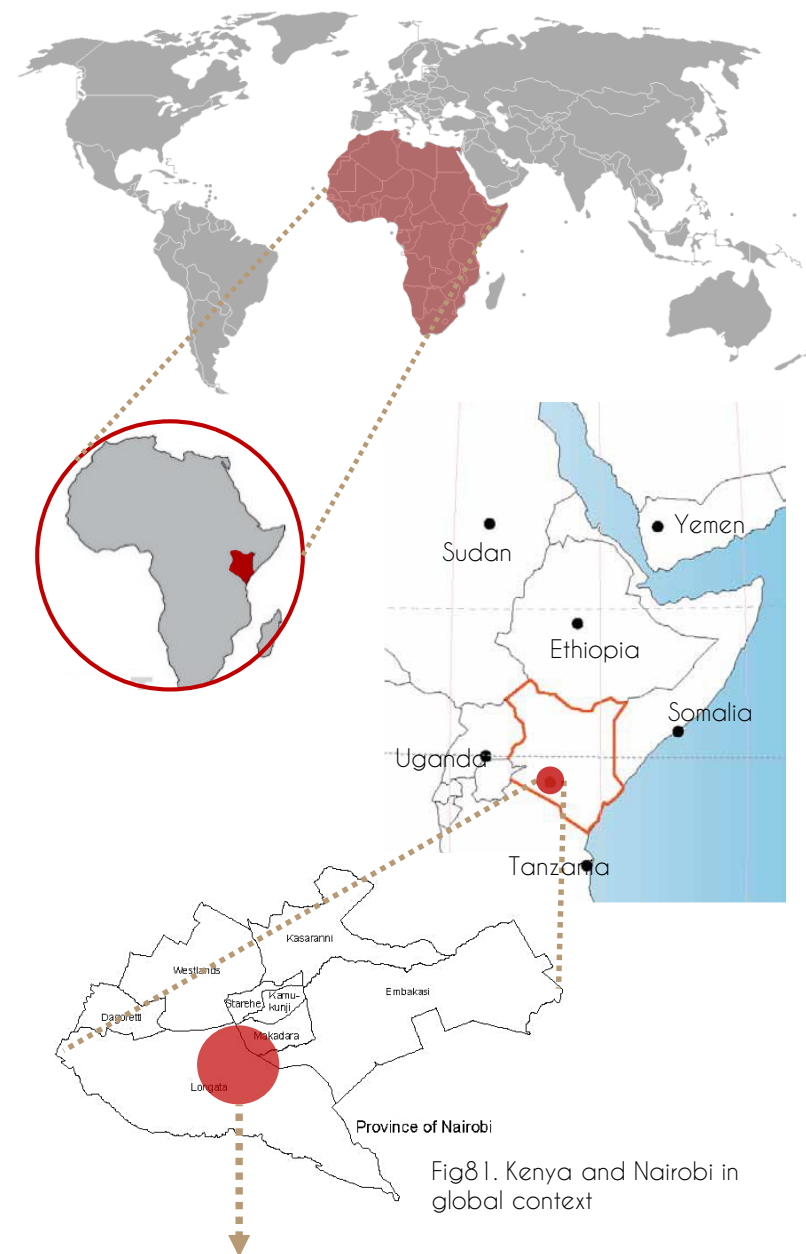 Sudan
Yemen
Ethiopia
Somalia
Uganda
Tanzania
Kasaranni
Westlands
Embakasi
Starehe
Kamu-
kunji
Dagoretti
Makadara
Longata
Province of Nairobi
Fig81. Kenya and Nairobi in
global context